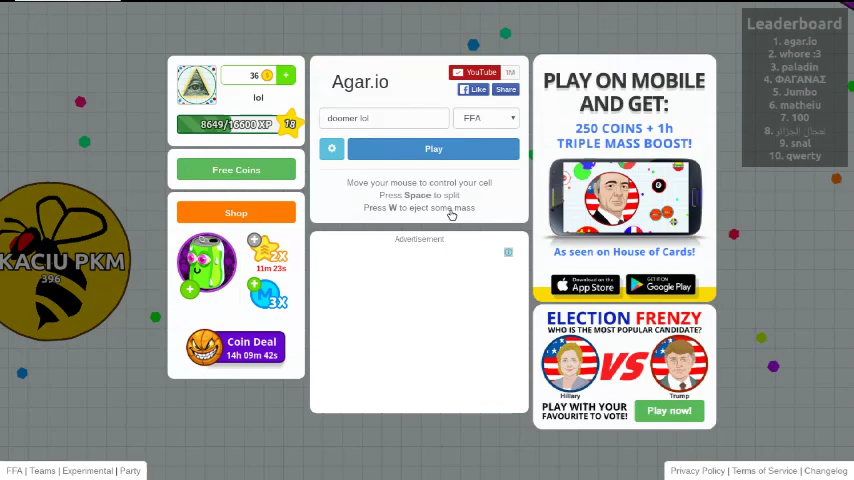 36
lol
8649/16600 XP
18
Free Coins
Shop
2X
11m 23s
3X
Coin Deal
14h 09m 42s
Agar.io
YouTube 1M
Like Share
doomer lol
FFA
Play
Move your mouse to control your cell
Press Space to split
Press W to eject some mass
Advertisement
PLAY ON MOBILE
AND GET:
250 COINS + 1h
TRIPLE MASS BOOST!
As seen on House of Cards!
Download on the App Store
GET IT ON Google Play
ELECTION FRENZY
WHO IS THE MOST POPULAR CANDIDATE?
VS
Hillary
Trump
PLAY WITH YOUR
FAVOURITE TO VOTE!
Play now!
Leaderboard
1. agar.io
2. whore :3
3. paladin
4. ΦΑΓΑΝΑΣ
5. Jumbo
6. matheiu
7. 100
8.
9. snal
10. qwerty
KACIU PKM
396
FFA | Teams | Experimental | Party
Privacy Policy | Terms of Service | Changelog